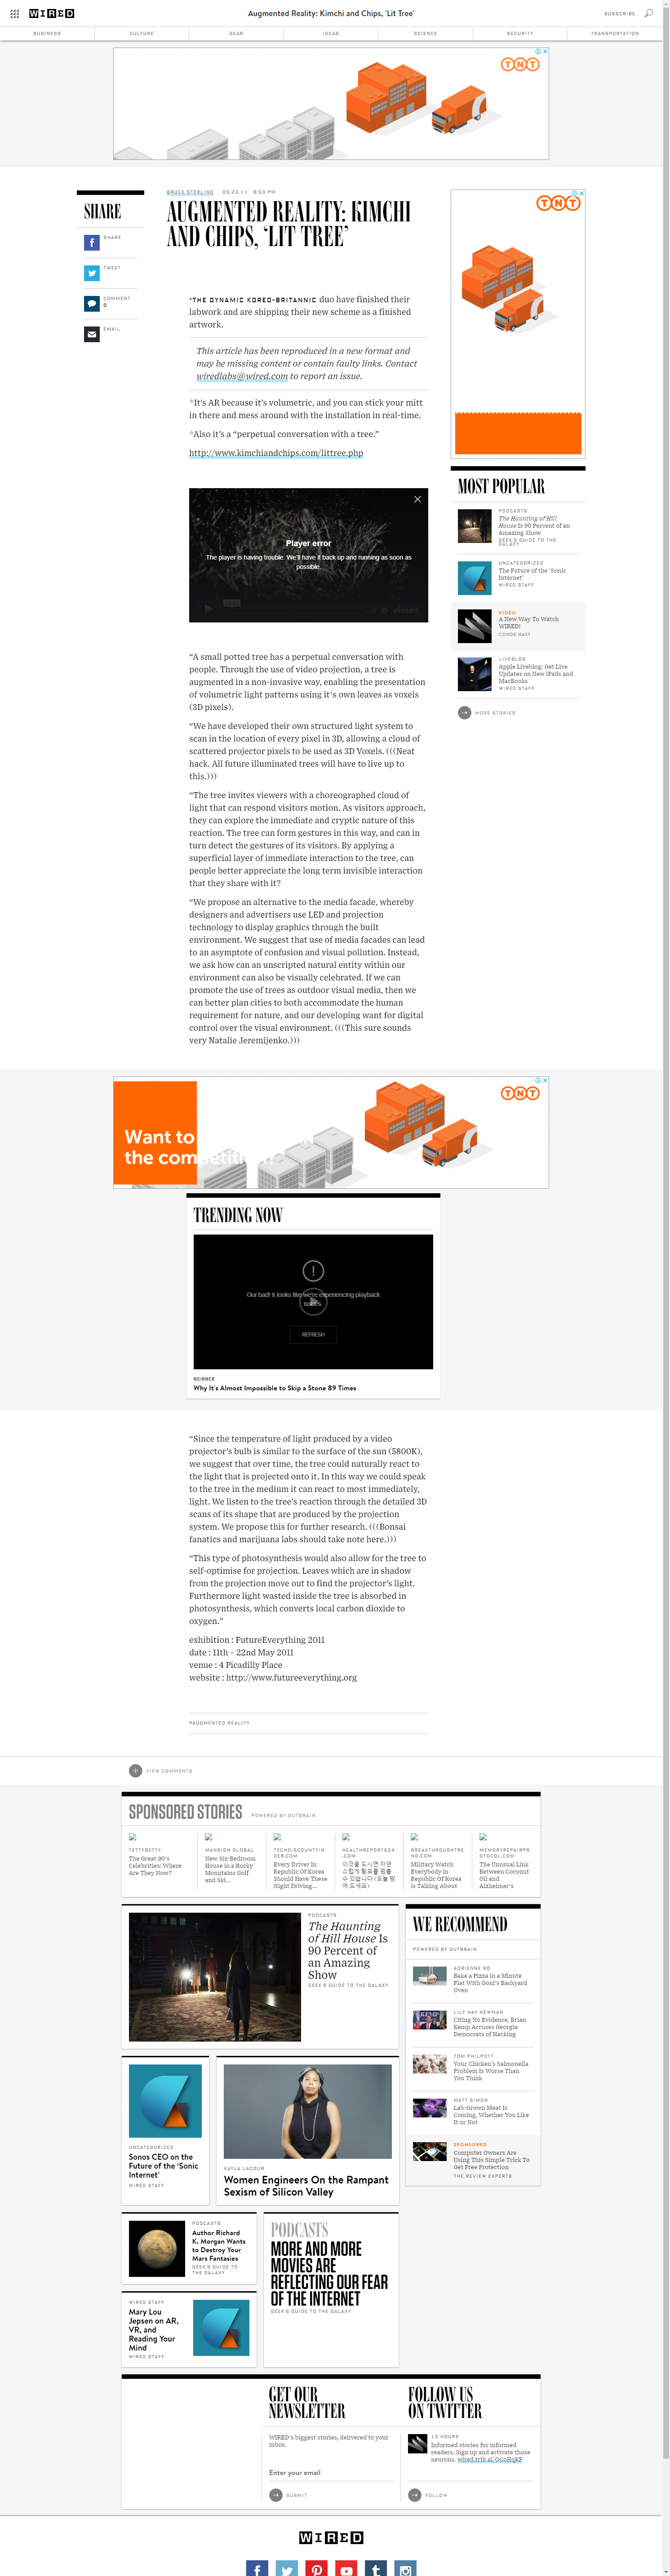 WIRED
Augmented Reality: Kimchi and Chips, 'Lit Tree'
SUBSCRIBE
BUSINESS
CULTURE
GEAR
IDEAS
SCIENCE
SECURITY
TRANSPORTATION
TNT
SHARE
SHARE
TWEET
COMMENT
0
EMAIL
BRUCE STERLING 05.22.11 9:53 PM
AUGMENTED REALITY: KIMCHI
AND CHIPS, 'LIT TREE'
*THE DYNAMIC KOREO-BRITANNIC duo have finished their
labwork and are shipping their new scheme as a finished
artwork.
This article has been reproduced in a new format and
may be missing content or contain faulty links. Contact
wiredlabs@wired.com to report an issue.
*It's AR because it's volumetric, and you can stick your mitt
in there and mess around with the installation in real-time.
*Also it's a "perpetual conversation with a tree."
http://www.kimchiandchips.com/littree.php
Player error
The player is having trouble. We'll have it back up and running as soon as
possible.
vimeo
"A small potted tree has a perpetual conversation with
people. Through the use of video projection, a tree is
augmented in a non-invasive way, enabling the presentation
of volumetric light patterns using it's own leaves as voxels
(3D pixels).
"We have developed their own structured light system to
scan in the location of every pixel in 3D, allowing a cloud of
scattered projector pixels to be used as 3D Voxels. (((Neat
hack. All future illuminated trees will have to live up to
this.)))
"The tree invites viewers with a choreographed cloud of
light that can respond visitors motion. As visitors approach,
they can explore the immediate and cryptic nature of this
reaction. The tree can form gestures in this way, and can in
turn detect the gestures of its visitors. By applying a
superficial layer of immediate interaction to the tree, can
people better appreciate the long term invisible interaction
that they share with it?
"We propose an alternative to the media facade, whereby
designers and advertisers use LED and projection
technology to display graphics through the built
environment. We suggest that use of media facades can lead
to an asymptote of confusion and visual pollution. Instead,
we ask how can an unscripted natural entity within our
environment can also be visually celebrated. If we can
promote the use of trees as outdoor visual media, then we
can better plan cities to both accommodate the human
requirement for nature, and our developing want for digital
control over the visual environment. (((This sure sounds
very Natalie Jeremijenko.)))
TNT
MOST POPULAR
PODCASTS
The Haunting of Hill
House Is 90 Percent of an
Amazing Show
GEEK'S GUIDE TO THE
GALAXY
UNCATEGORIZED
The Future of the 'Sonic
Internet'
WIRED STAFF
VIDEO
A New Way To Watch
WIRED!
CONDE NAST
LIVEBLOG
Apple Liveblog: Get Live
Updates on New iPads and
MacBooks
WIRED STAFF
MORE STORIES
TNT
Want to
the competition?
TRENDING NOW
Our bad! It looks like we're experiencing playback
issues.
REFRESH
SCIENCE
Why It's Almost Impossible to Skip a Stone 89 Times
"Since the temperature of light produced by a video
projector's bulb is similar to the surface of the sun (5800K),
we suggest that over time, the tree could naturally react to
the light that is projected onto it. In this way we could speak
to the tree in the medium it can react to most immediately,
light. We listen to the tree's reaction through the detailed 3D
scans of its shape that are produced by the projection
system. We propose this for further research. (((Bonsai
fanatics and marijuana labs should take note here.)))
"This type of photosynthesis would also allow for the tree to
self-optimise for projection. Leaves which are in shadow
from the projection move out to find the projector's light.
Furthermore light wasted inside the tree is absorbed in
photosynthesis, which converts local carbon dioxide to
oxygen."
exhibition : FutureEverything 2011
date : 11th - 22nd May 2011
venue : 4 Picadilly Place
website : http://www.futureeverything.org
#AUGMENTED REALITY
VIEW COMMENTS
SPONSORED STORIES
POWERED BY OUTBRAIN
TETTYBETTY
The Great 90's
Celebrities: Where
Are They Now?
MANSION GLOBAL
New Six-Bedroom
House in a Rocky
Mountains Golf
and Ski...
TECHDISCOUNTFIN
DER.COM
Every Driver In
Republic Of Korea
Should Have These
Night Driving...
HEALTHREPORTS24
.COM
이것을 드시면 자연
스럽게 탈모를 멈출
수 있습니다 (오늘 밤
에 드세요)
BREAKTHROUGHTRE
ND.COM
Military Watch
Everybody in
Republic Of Korea
is Talking About
MEMORYREPAIRPR
OTOCOL.COM
The Unusual Link
Between Coconut
Oil and
Alzheimer's
PODCASTS
The Haunting
of Hill House Is
90 Percent of
an Amazing
Show
GEEK'S GUIDE TO THE GALAXY
UNCATEGORIZED
Sonos CEO on the
Future of the 'Sonic
Internet'
WIRED STAFF
KAYLA LAZOUR
Women Engineers On the Rampant
Sexism of Silicon Valley
PODCASTS
Author Richard
K. Morgan Wants
to Destroy Your
Mars Fantasies
GEEK'S GUIDE TO
THE GALAXY
WIRED STAFF
Mary Lou
Jepsen on AR,
VR, and
Reading Your
Mind
WIRED STAFF
PODCASTS
MORE AND MORE
MOVIES ARE
REFLECTING OUR FEAR
OF THE INTERNET
GEEK'S GUIDE TO THE GALAXY
WE RECOMMEND
POWERED BY OUTBRAIN
ADRIENNE SO
Bake a Pizza in a Minute
Flat With Ooni's Backyard
Oven
LILY HAY NEWMAN
Citing No Evidence, Brian
Kemp Accuses Georgia
Democrats of Hacking
TOM PHILPOTT
Your Chicken's Salmonella
Problem Is Worse Than
You Think
MATT SIMON
Lab-Grown Meat Is
Coming, Whether You Like
It or Not
SPONSORED
Computer Owners Are
Using This Simple Trick To
Get Free Protection
THE REVIEW EXPERTS
GET OUR
NEWSLETTER
WIRED's biggest stories, delivered to your
inbox.
Enter your email
SUBMIT
FOLLOW US
ON TWITTER
13 HOURS
Informed stories for informed
readers. Sign up and activate those
neurons. wired.trib.al/OCoHqKF
FOLLOW
WIRED